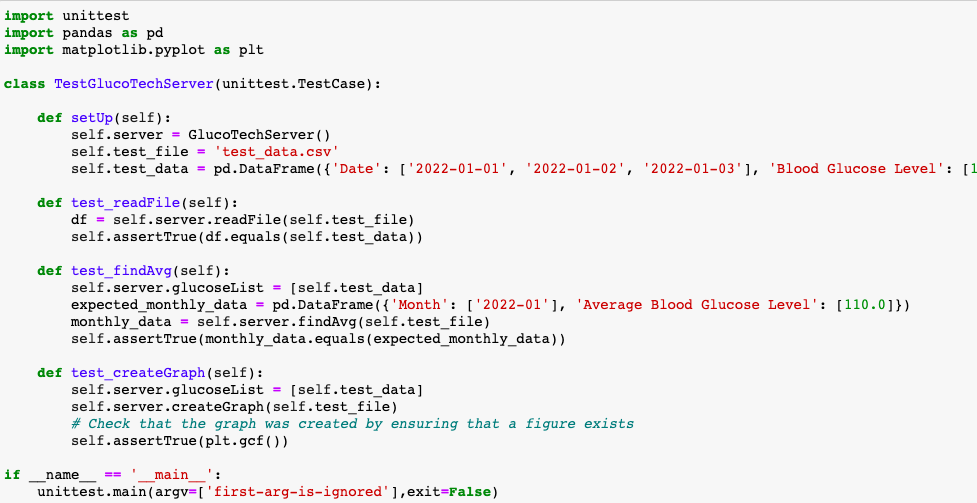 import unittest
import pandas as pd
import matplotlib.pyplot as plt

class TestGlucoTechServer(unittest.TestCase):

    def setUp(self):
        self.server = GlucoTechServer()
        self.test_file = 'test_data.csv'
        self.test_data = pd.DataFrame({'Date': ['2022-01-01', '2022-01-02', '2022-01-03'], 'Blood Glucose Level': [1

    def test_readFile(self):
        df = self.server.readFile(self.test_file)
        self.assertTrue(df.equals(self.test_data))

    def test_findAvg(self):
        self.server.glucoseList = [self.test_data]
        expected_monthly_data = pd.DataFrame({'Month': ['2022-01'], 'Average Blood Glucose Level': [110.0]})
        monthly_data = self.server.findAvg(self.test_file)
        self.assertTrue(monthly_data.equals(expected_monthly_data))

    def test_createGraph(self):
        self.server.glucoseList = [self.test_data]
        self.server.createGraph(self.test_file)
        # Check that the graph was created by ensuring that a figure exists
        self.assertTrue(plt.gcf())

if __name__ == '__main__':
    unittest.main(argv=['first-arg-is-ignored'],exit=False)